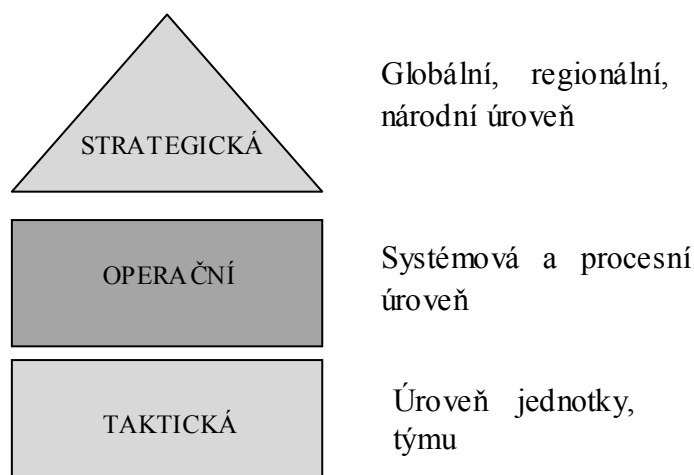 STRATEGICKÁ
Globální, regionální,
národní úroveň
OPERAČNÍ
Systémová a procesní
úroveň
TAKTICKÁ
Úroveň jednotky,
týmu